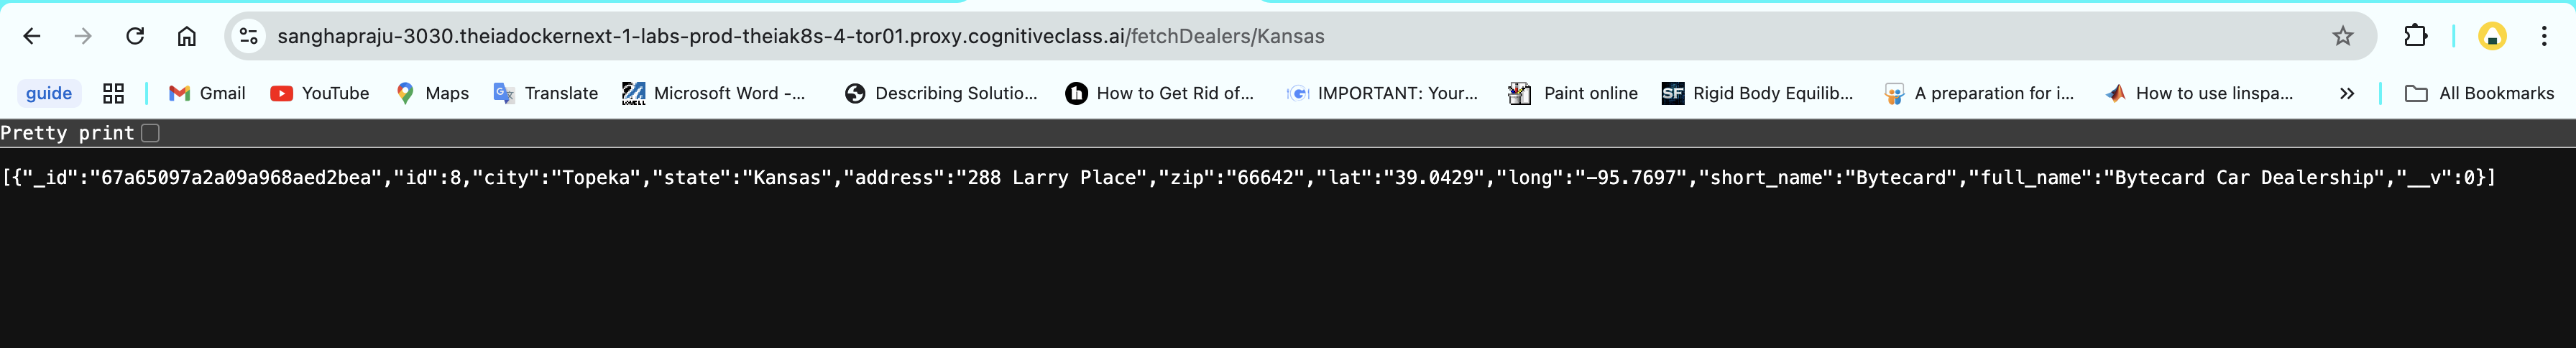 sanghapraju-3030.theiadockernext-1-labs-prod-theiak8s-4-tor01.proxy.cognitiveclass.ai/fetchDealers/Kansas
guide Gmail YouTube Maps Translate Microsoft Word -... Describing Solutio... How to Get Rid of... IMPORTANT: Your... Paint online SF Rigid Body Equilib... A preparation for i... How to use linspa... » All Bookmarks
Pretty print
[{"_id":"67a65097a2a09a968aed2bea","id":8,"city":"Topeka","state":"Kansas","address":"288 Larry Place","zip":"66642","lat":"39.0429","long":"-95.7697","short_name":"Bytecard","full_name":"Bytecard Car Dealership","__v":0}]